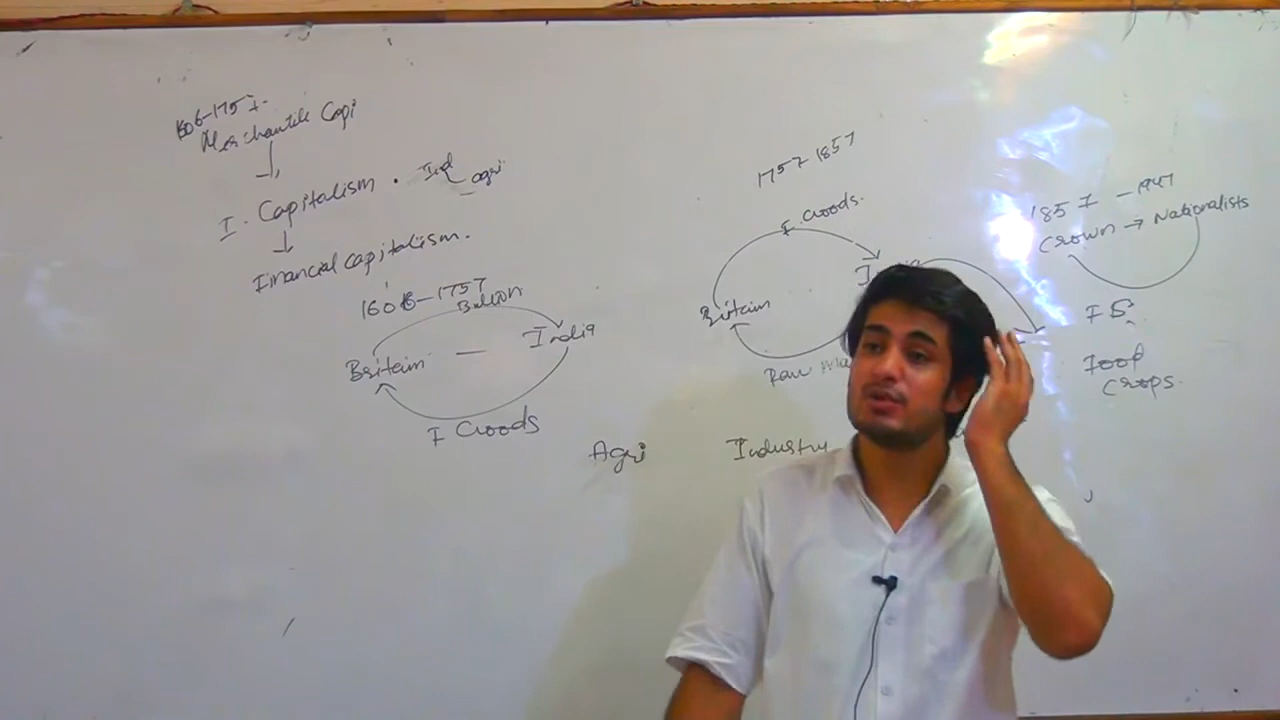 1606-1757
Merchantile Capi
I. Capitalism . Ind agri
Financial capitalism.
1606-1757
Bullion
Britain — India
I Goods
1757-1857
I. Goods.
Britain
Raw Ma
Agri Industry
1857 - 1947
Crown → Nationalists
Food
Crops.